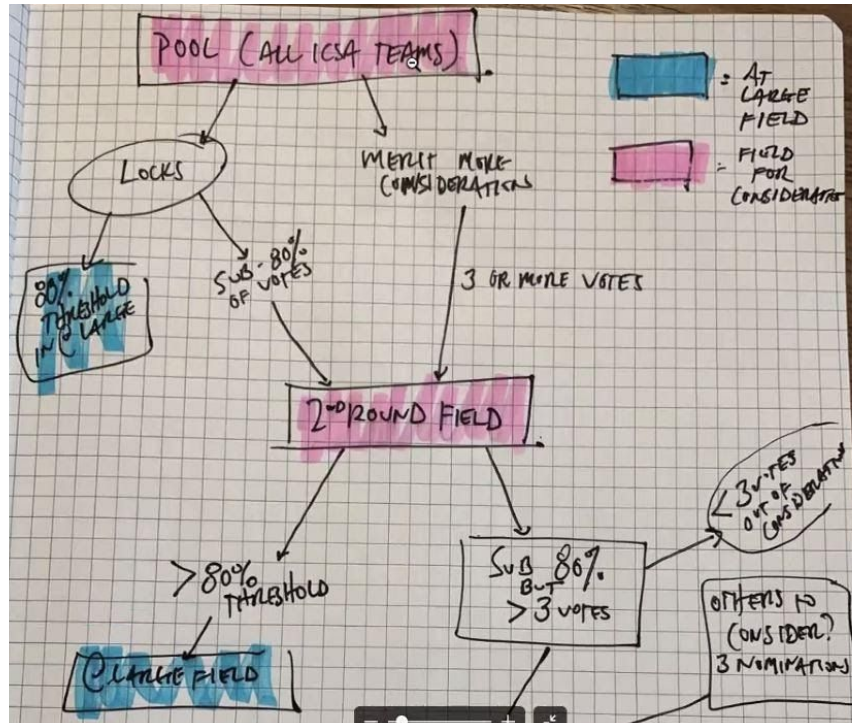 POOL (ALL ICSA TEAMS)
= AT
LARGE
FIELD
= FIELD
FOR
CONSIDERATIO
LOCKS
MERIT MORE
CONSIDERATION
80%
THRESHOLD
IN @ LARGE
SUB-80%
OF VOTES
3 OR MORE VOTES
2ND ROUND FIELD
< 3 VOTES
OUT OF
CONSIDERATION
> 80%
THRESHOLD
SUB 80%
BUT
> 3 VOTES
OTHERS TO
CONSIDER?
3 NOMINATIONS
@ LARGE FIELD